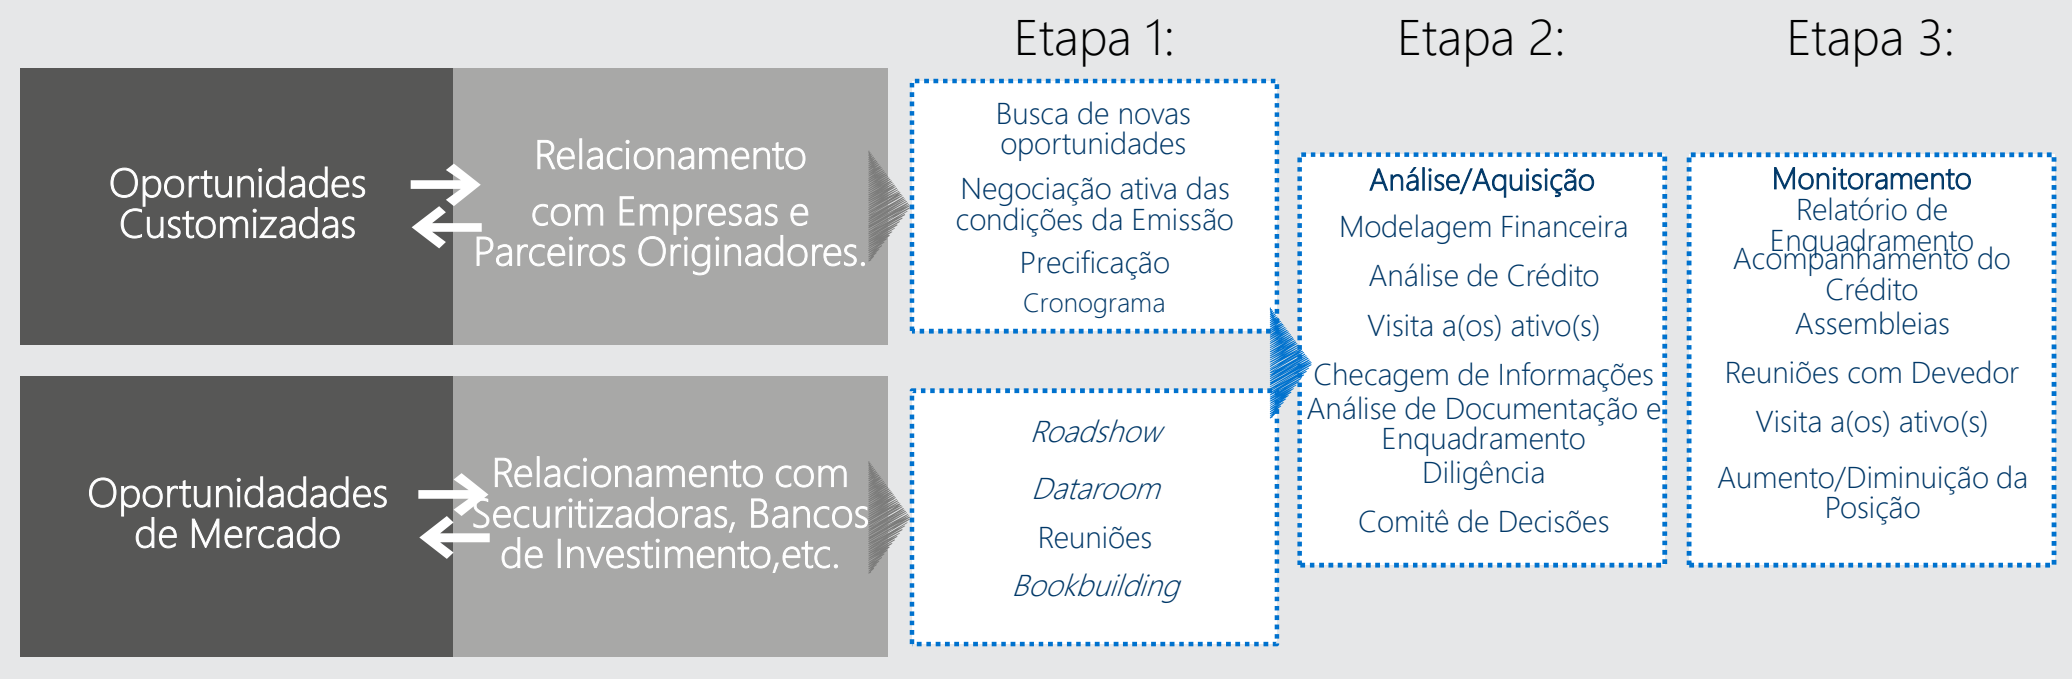 Etapa 1:
Etapa 2:
Etapa 3:
Oportunidades
Customizadas
Relacionamento
com Empresas e
Parceiros Originadores.
Busca de novas
oportunidades
Negociação ativa das
condições da Emissão
Precificação
Cronograma
Oportunidadades
de Mercado
Relacionamento com
Securitizadoras, Bancos
de Investimento,etc.
Roadshow
Dataroom
Reuniões
Bookbuilding
Análise/Aquisição
Modelagem Financeira
Análise de Crédito
Visita a(os) ativo(s)
Checagem de Informações
Análise de Documentação e
Enquadramento
Diligência
Comitê de Decisões
Monitoramento
Relatório de
Enquadramento
Acompanhamento do
Crédito
Assembleias
Reuniões com Devedor
Visita a(os) ativo(s)
Aumento/Diminuição da
Posição